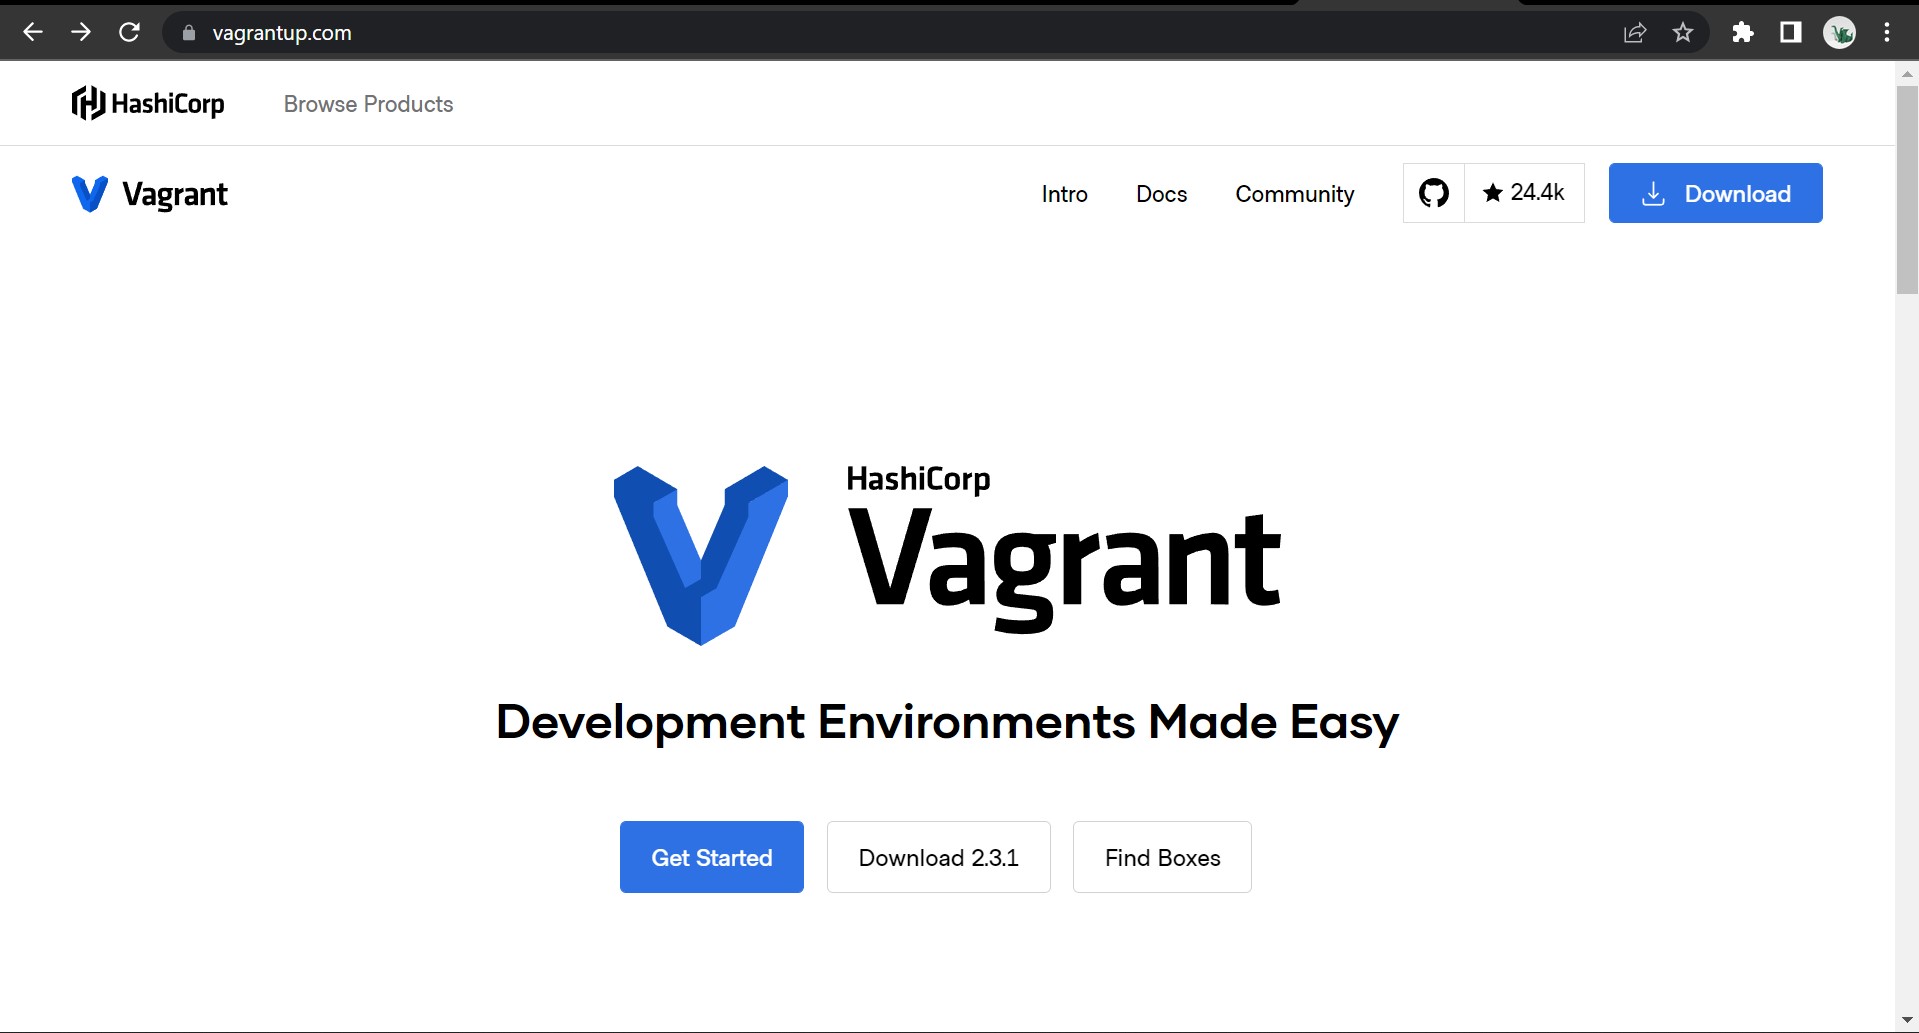 vagrantup.com
HashiCorp Browse Products
Vagrant Intro Docs Community 24.4k Download
HashiCorp
Vagrant
Development Environments Made Easy
Get Started Download 2.3.1 Find Boxes